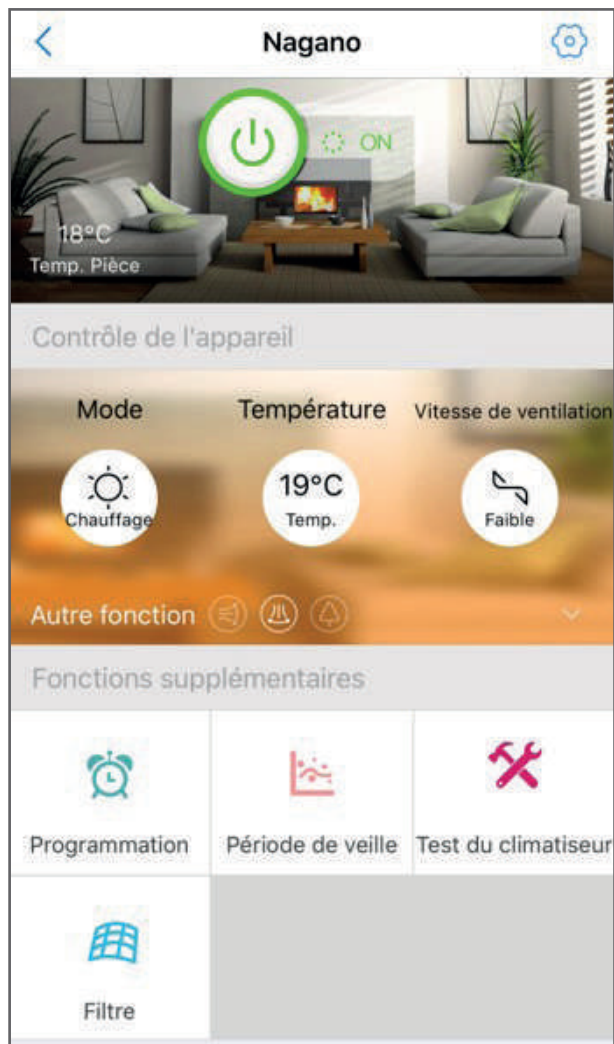 Nagano
ON
18°C
Temp. Pièce
Contrôle de l'appareil
Mode
Température
Vitesse de ventilation
Chauffage
19°C
Temp.
Faible
Autre fonction
Fonctions supplémentaires
Programmation
Période de veille
Test du climatiseur
Filtre